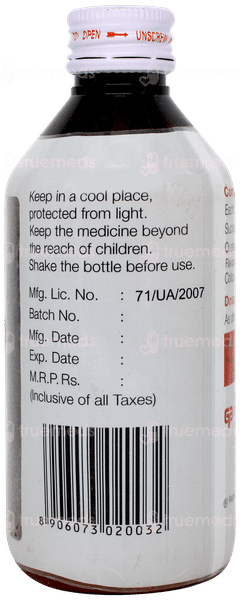 OPEN → UNSCREW
truemeds
Keep in a cool place,
protected from light.
Keep the medicine beyond
the reach of children.
Shake the bottle before use.
Mfg. Lic. No. : 71/UA/2007
Batch No. :
Mfg. Date :
Exp. Date :
M.R.P. Rs. :
(Inclusive of all Taxes)
8 906073 020032
Each